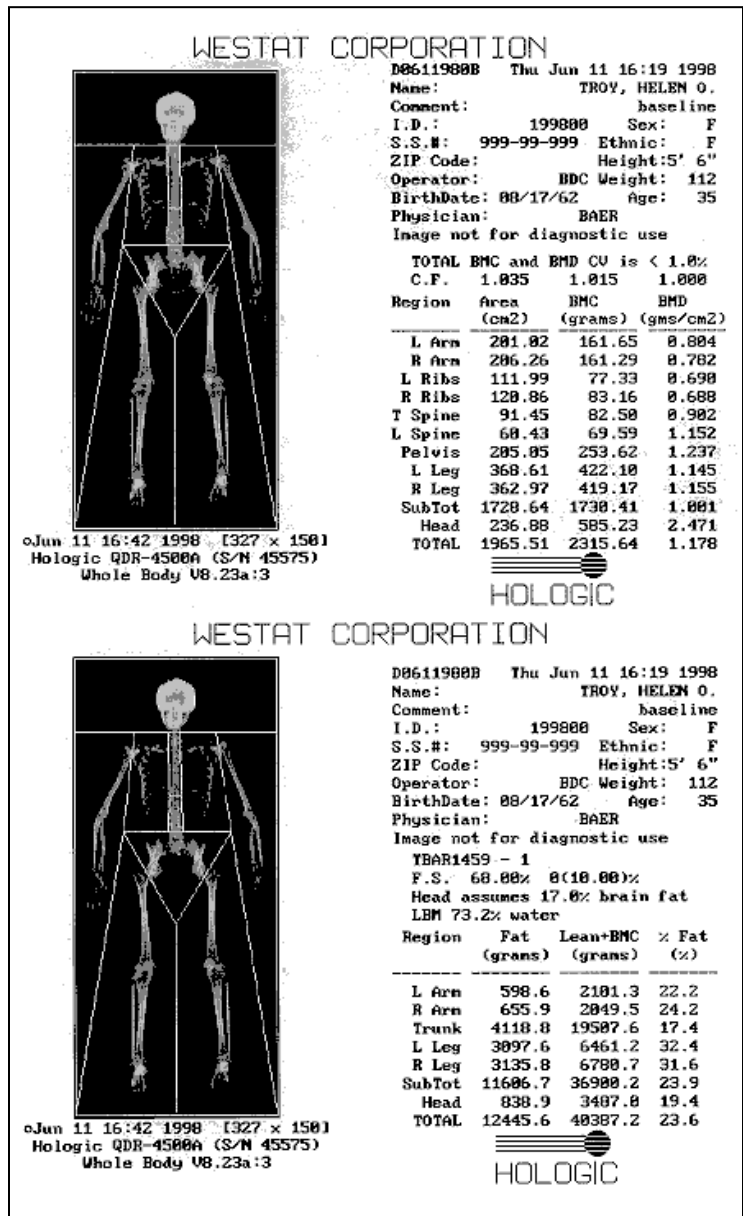 WESTAT CORPORATION
D0611980B Thu Jun 11 16:19 1998
Name: TROY, HELEN O.
Comment: baseline
I.D.: 199800 Sex: F
S.S.#: 999-99-999 Ethnic: F
ZIP Code: Height:5' 6"
Operator: BDC Weight: 112
BirthDate: 08/17/62 Age: 35
Physician: BAER
Image not for diagnostic use
TOTAL BMC and BMD CV is < 1.0%
C.F. 1.035 1.015 1.000
Region Area BMC BMD
(cm2) (grams) (gms/cm2)
L Arm 201.02 161.65 0.804
R Arm 206.26 161.29 0.782
L Ribs 111.99 77.33 0.690
R Ribs 120.86 83.16 0.688
T Spine 91.45 82.50 0.902
L Spine 60.43 69.59 1.152
Pelvis 205.05 253.62 1.237
L Leg 368.61 422.10 1.145
R Leg 362.97 419.17 1.155
SubTot 1728.64 1730.41 1.001
Head 236.88 585.23 2.471
TOTAL 1965.51 2315.64 1.178
Jun 11 16:42 1998 [327 x 150]
Hologic QDR-4500A (S/N 45575)
Whole Body V8.23a:3
HOLOGIC
WESTAT CORPORATION
D0611980B Thu Jun 11 16:19 1998
Name: TROY, HELEN O.
Comment: baseline
I.D.: 199800 Sex: F
S.S.#: 999-99-999 Ethnic: F
ZIP Code: Height:5' 6"
Operator: BDC Weight: 112
BirthDate: 08/17/62 Age: 35
Physician: BAER
Image not for diagnostic use
TBAR1459 - 1
F.S. 68.00% 0(10.00)%
Head assumes 17.0% brain fat
LBM 73.2% water
Region Fat Lean+BMC % Fat
(grams) (grams) (%)
L Arm 598.6 2101.3 22.2
R Arm 655.9 2049.5 24.2
Trunk 4118.8 19507.6 17.4
L Leg 3097.6 6461.2 32.4
R Leg 3135.8 6780.7 31.6
SubTot 11606.7 36900.2 23.9
Head 838.9 3487.0 19.4
TOTAL 12445.6 40387.2 23.6
Jun 11 16:42 1998 [327 x 150]
Hologic QDR-4500A (S/N 45575)
Whole Body V8.23a:3
HOLOGIC